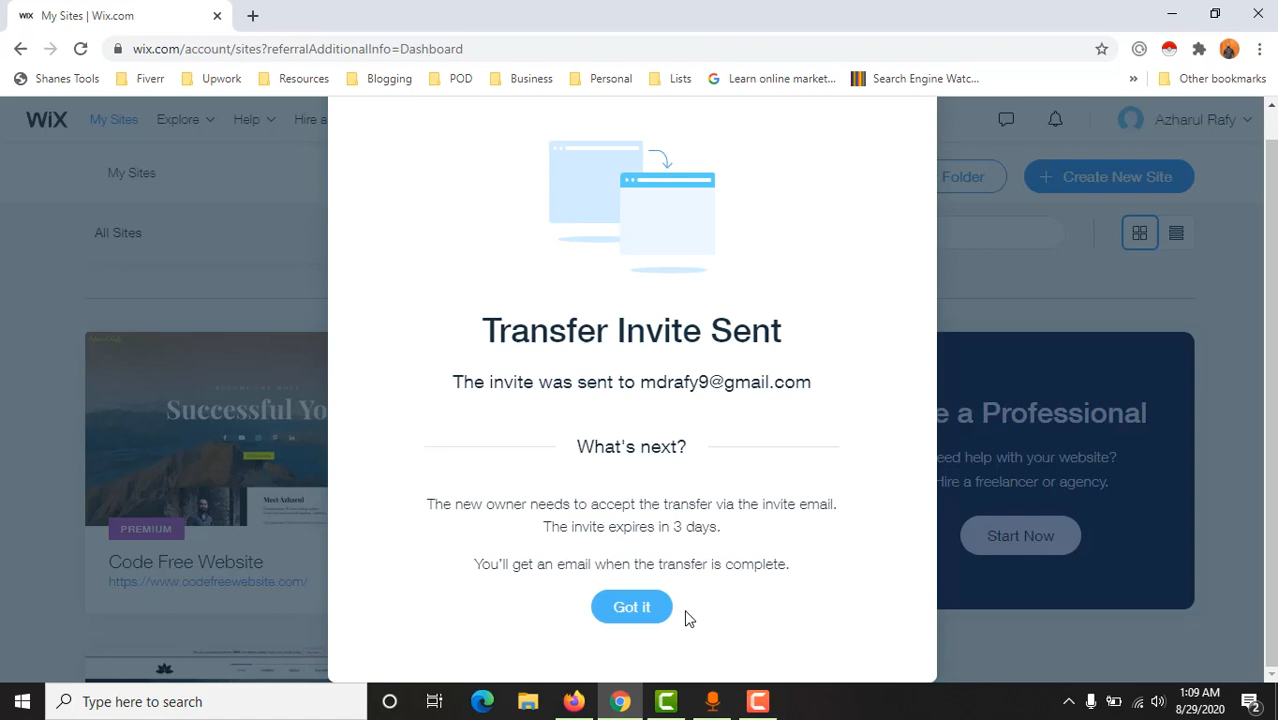 WiX My Sites | Wix.com
wix.com/account/sites?referralAdditionalInfo=Dashboard
Shanes Tools Fiverr Upwork Resources Blogging POD Business Personal Lists Learn online market... Search Engine Watc... » Other bookmarks
WiX My Sites Explore Help Hire a Azharul Rafy
My Sites Folder + Create New Site
All Sites
Transfer Invite Sent
The invite was sent to mdrafy9@gmail.com
What's next?
The new owner needs to accept the transfer via the invite email.
The invite expires in 3 days.
You'll get an email when the transfer is complete.
Got it
Successful Yo
Meet Azharul
PREMIUM
Code Free Website
https://www.codefreewebsite.com/
e a Professional
eed help with your website?
Hire a freelancer or agency.
Start Now
Type here to search
1:09 AM
8/29/2020
2